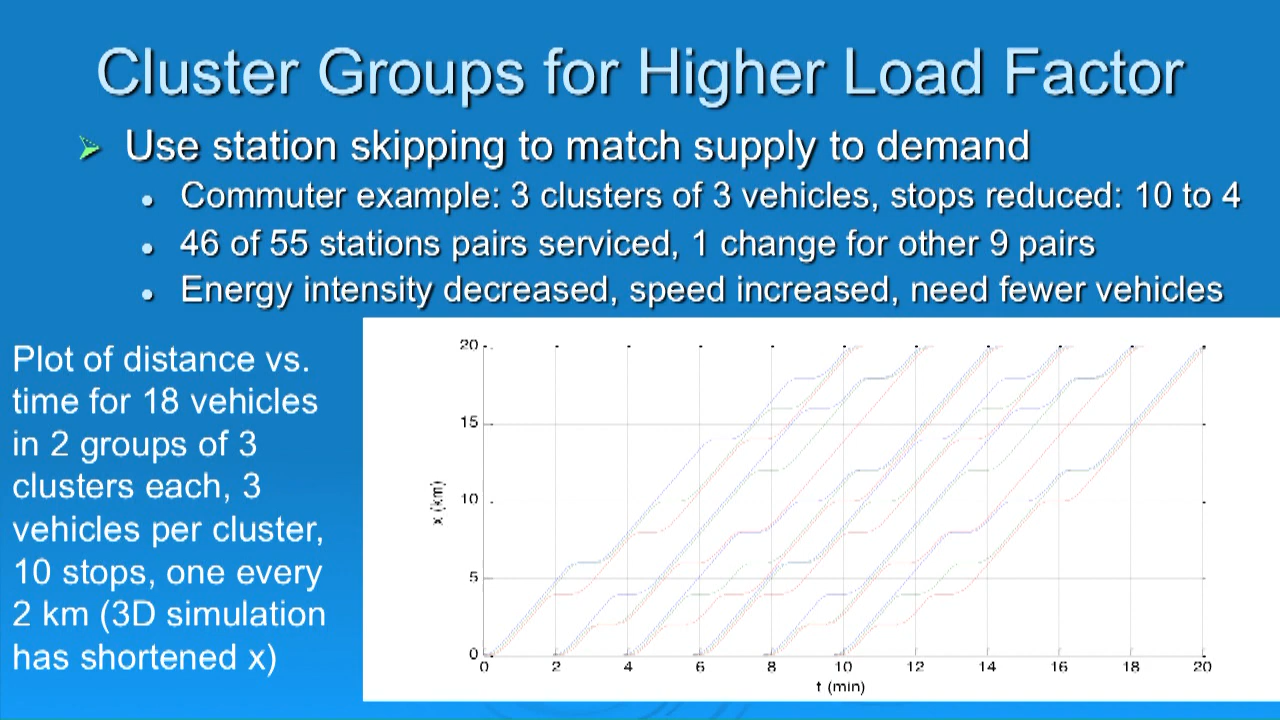 Cluster Groups for Higher Load Factor
Use station skipping to match supply to demand
Commuter example: 3 clusters of 3 vehicles, stops reduced: 10 to 4
46 of 55 stations pairs serviced, 1 change for other 9 pairs
Energy intensity decreased, speed increased, need fewer vehicles
Plot of distance vs.
time for 18 vehicles
in 2 groups of 3
clusters each, 3
vehicles per cluster,
10 stops, one every
2 km (3D simulation
has shortened x)
20
15
10
5
0
x (km)
0 2 4 6 8 10 12 14 16 18 20
t (min)